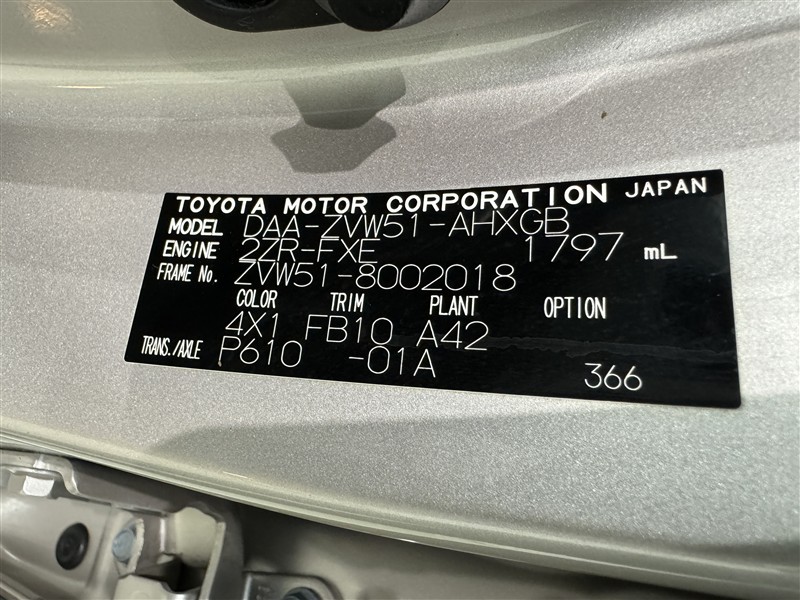 TOYOTA MOTOR CORPORATION JAPAN
MODEL DAA-ZVW51-AHXGB
ENGINE 2ZR-FXE 1797 mL
FRAME No. ZVW51-8002018
COLOR TRIM PLANT OPTION
4X1 FB10 A42
TRANS./AXLE P610 -01A
366